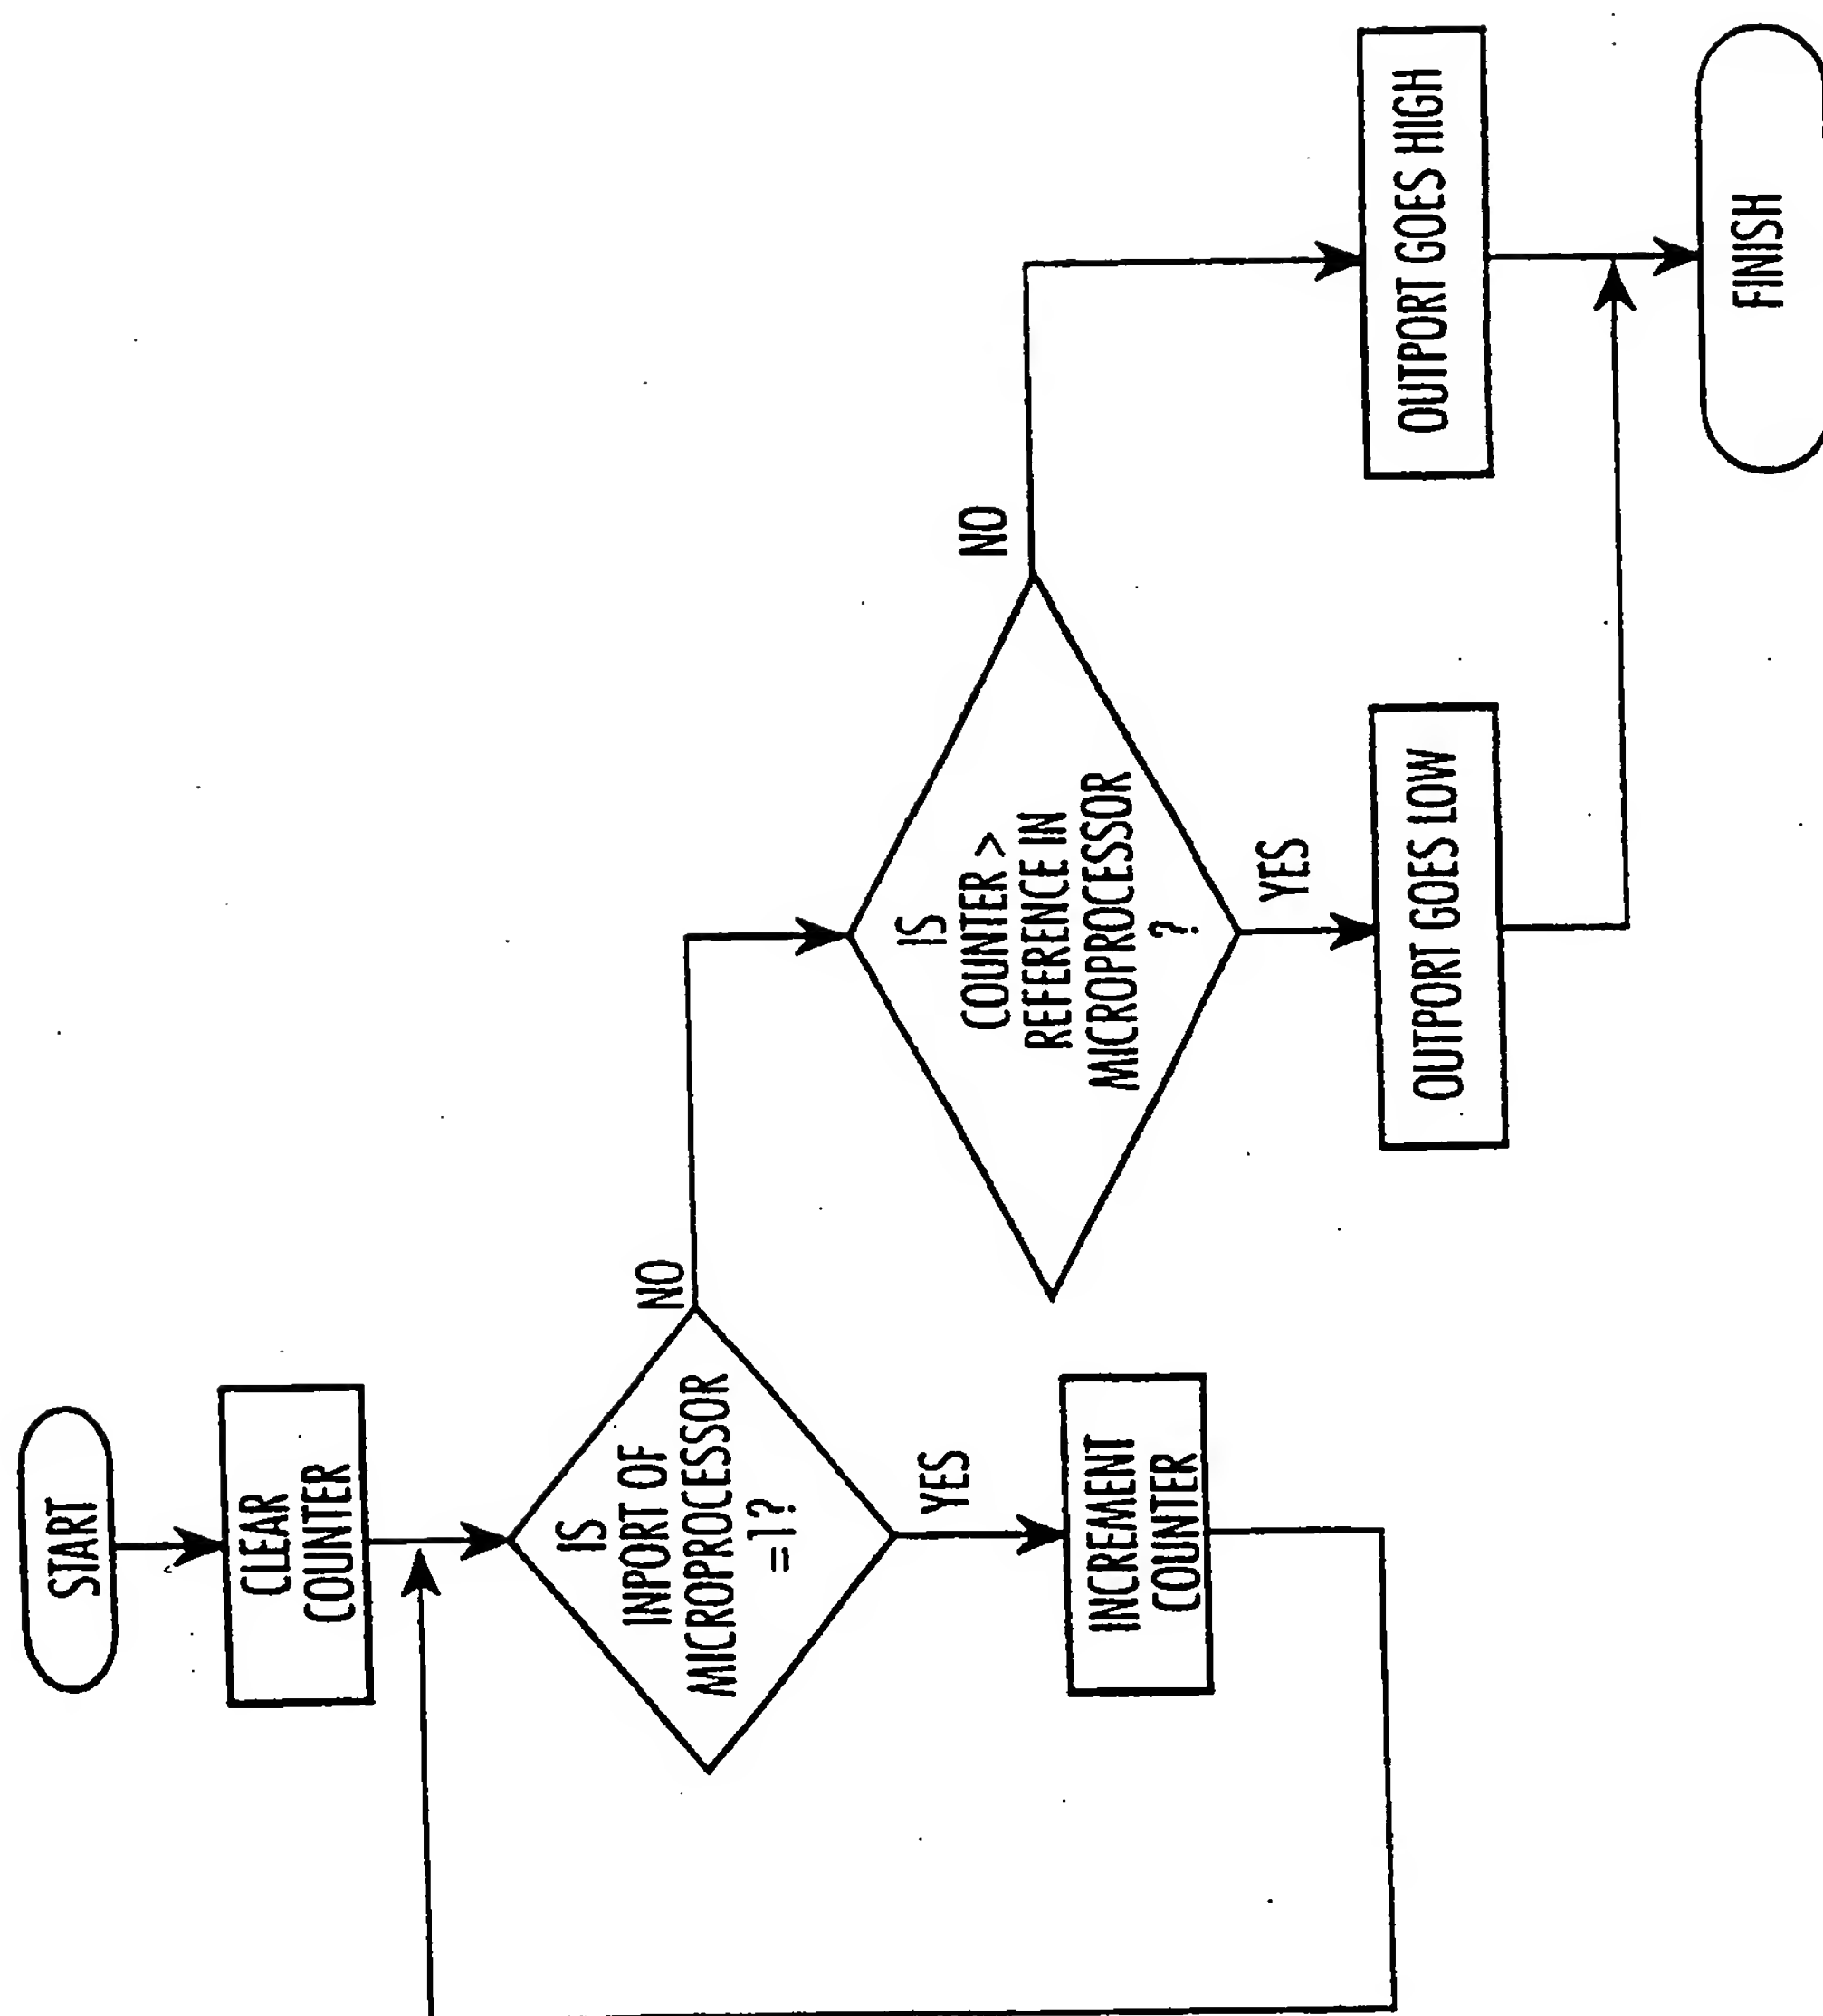 START
CLEAR
COUNTER
IS
INPORT OF
MICROPROCESSOR
=1?
NO
YES
INCREMENT
COUNTER
IS
COUNTER >
REFERENCE IN
MICROPROCESSOR
?
NO
YES
OUTPORT GOES LOW
OUTPORT GOES HIGH
FINISH